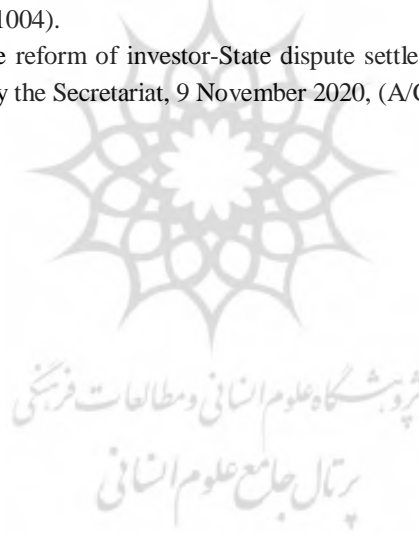 1004).
e reform of investor-State dispute settle
y the Secretariat, 9 November 2020, (A/C
پژوهشگاه علوم انسانی و مطالعات فرهنگی
پرتال جامع علوم انسانی